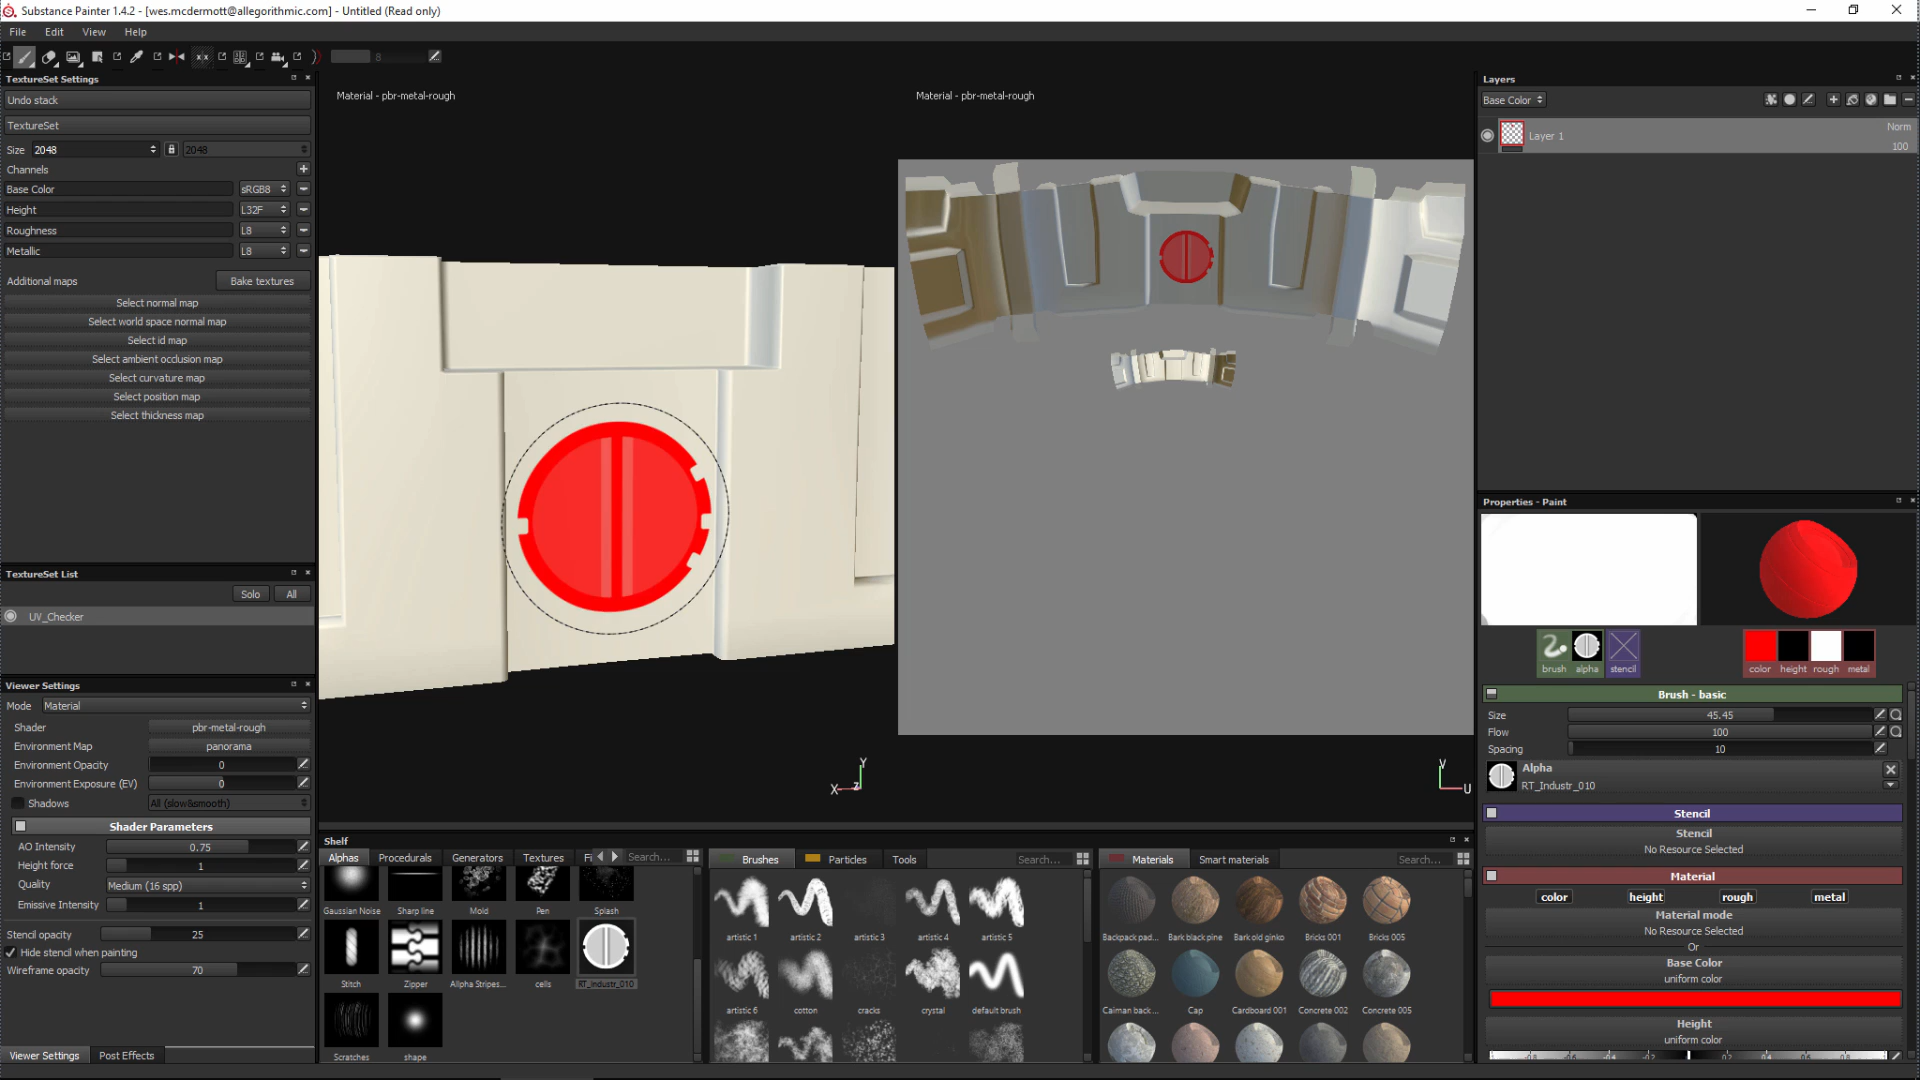 Substance Painter 1.4.2 - [wes.mcdermott@allegorithmic.com] - Untitled (Read only)
File Edit View Help
8
TextureSet Settings
Undo stack
TextureSet
Size 2048 2048
Channels
Base Color sRGB8
Height L32F
Roughness L8
Metallic L8
Additional maps Bake textures
Select normal map
Select world space normal map
Select id map
Select ambient occlusion map
Select curvature map
Select position map
Select thickness map
TextureSet List
Solo All
UV_Checker
Viewer Settings
Mode Material
Shader pbr-metal-rough
Environment Map panorama
Environment Opacity 0
Environment Exposure (EV) 0
Shadows All (slow&smooth)
Shader Parameters
AO Intensity 0.75
Height force 1
Quality Medium (16 spp)
Emissive Intensity 1
Stencil opacity 25
Hide stencil when painting
Wireframe opacity 70
Viewer Settings Post Effects
Material - pbr-metal-rough
Y
X Z
Material - pbr-metal-rough
V
U
Shelf
Alphas Procedurals Generators Textures Fi Search...
Gaussian Noise Sharp line Mold Pen Splash
Stitch Zipper Alpha Stripes... cells RT_Industr_010
Scratches shape
Brushes Particles Tools Search...
artistic 1 artistic 2 artistic 3 artistic 4 artistic 5
artistic 6 cotton cracks crystal default brush
Materials Smart materials Search...
Backpack pad... Bark black pine Bark old ginko Bricks 001 Bricks 005
Caiman back ... Cap Cardboard 001 Concrete 002 Concrete 005
Layers
Base Color
Layer 1 Norm
100
Properties - Paint
brush alpha stencil color height rough metal
Brush - basic
Size 45.45
Flow 100
Spacing 10
Alpha
RT_Industr_010
Stencil
Stencil
No Resource Selected
Material
color height rough metal
Material mode
No Resource Selected
Or
Base Color
uniform color
Height
uniform color